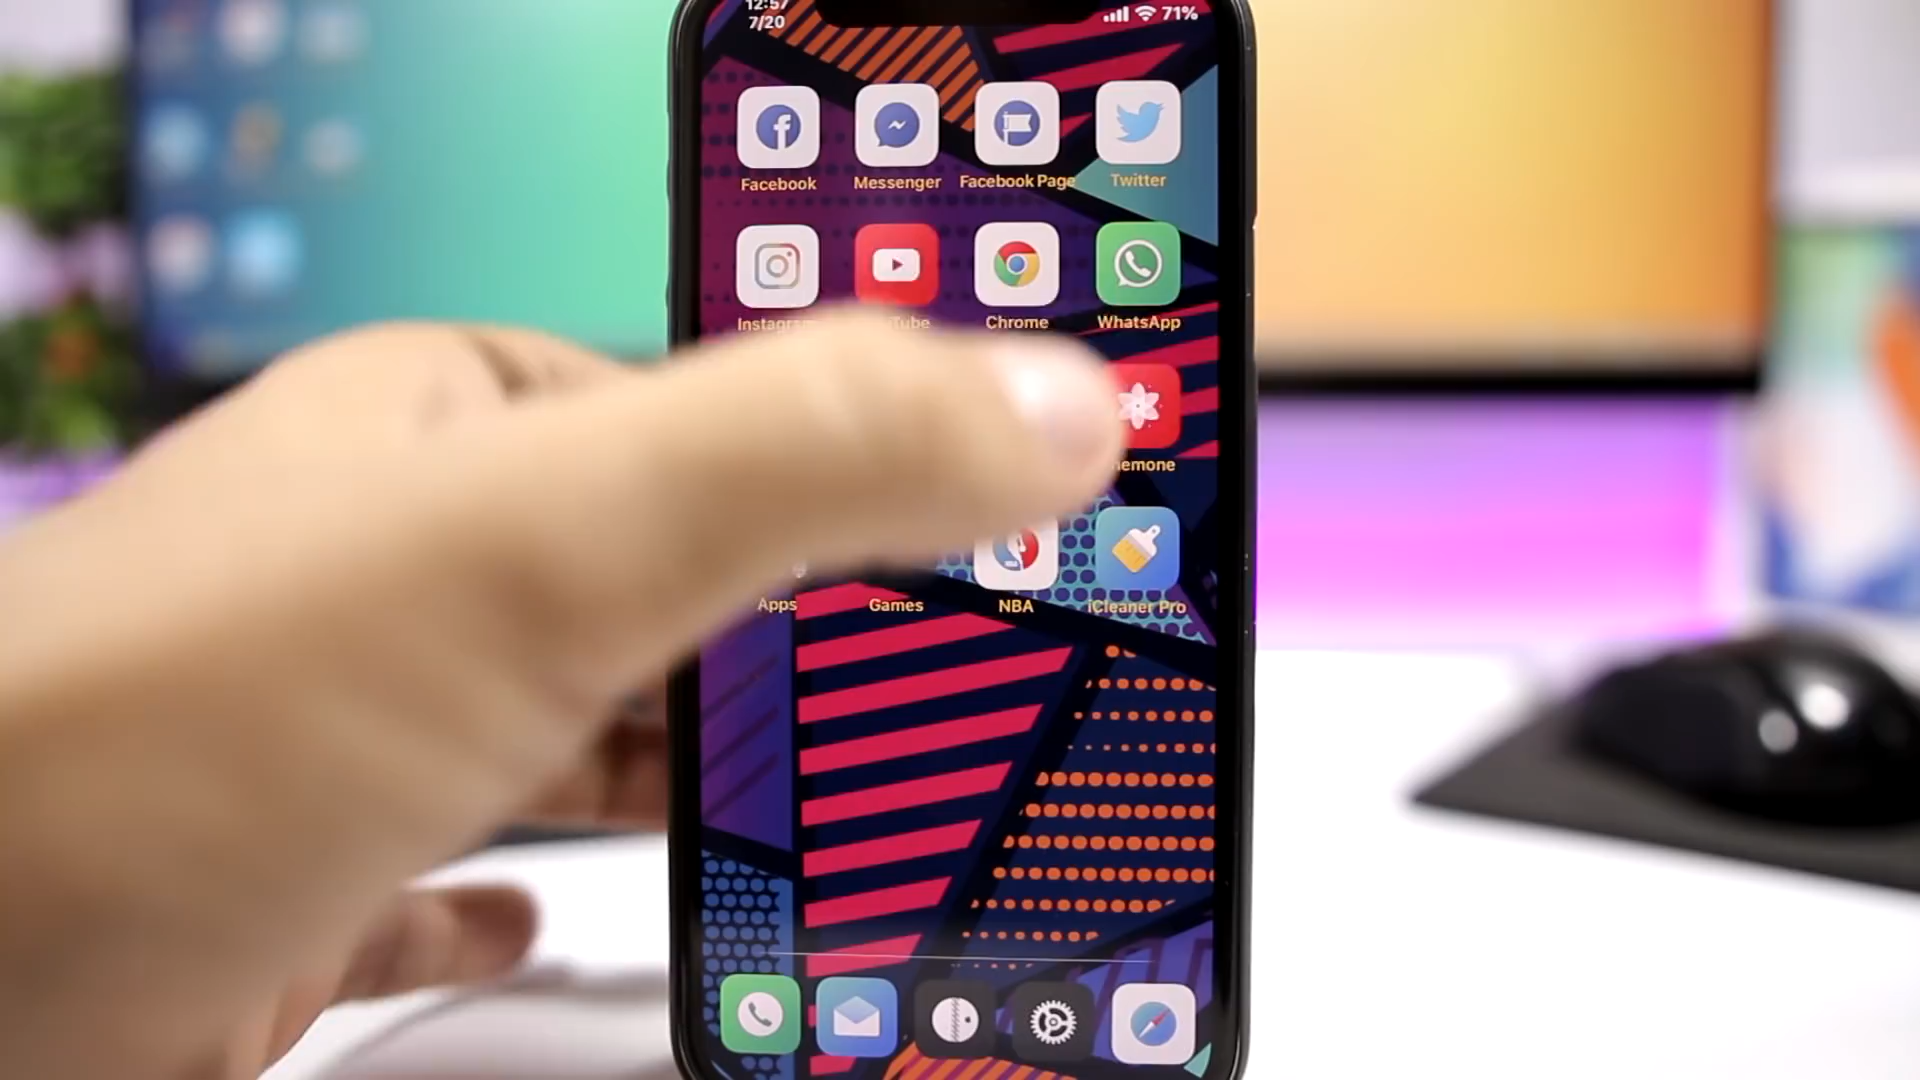 12:57
7/20
71%
Facebook
Messenger
Facebook Page
Twitter
Chrome
WhatsApp
Apps
Games
NBA
iCleaner Pro